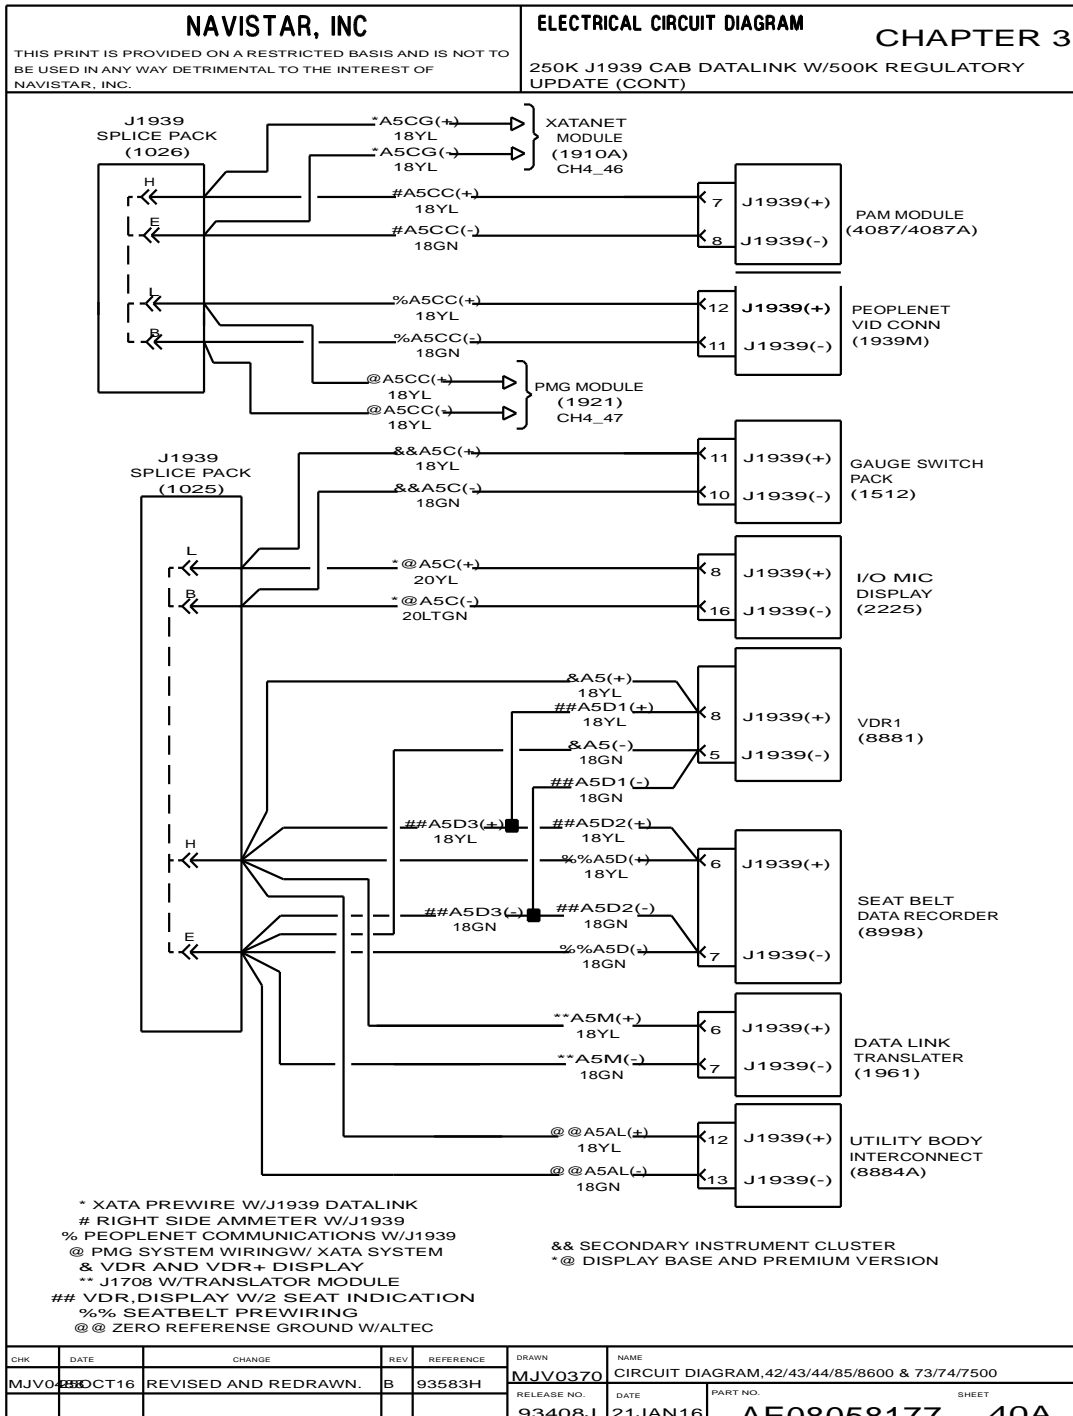 NAVISTAR, INC
THIS PRINT IS PROVIDED ON A RESTRICTED BASIS AND IS NOT TO
BE USED IN ANY WAY DETRIMENTAL TO THE INTEREST OF
NAVISTAR, INC.
ELECTRICAL CIRCUIT DIAGRAM
CHAPTER 3
250K J1939 CAB DATALINK W/500K REGULATORY
UPDATE (CONT)
J1939
SPLICE PACK
(1026)
H
E
L
B
*A5CG(+)
18YL
*A5CG(-)
18YL
XATANET
MODULE
(1910A)
CH4_46
#A5CC(+)
18YL
#A5CC(-)
18GN
7 J1939(+)
8 J1939(-)
PAM MODULE
(4087/4087A)
%A5CC(+)
18YL
%A5CC(-)
18GN
12 J1939(+)
11 J1939(-)
PEOPLENET
VID CONN
(1939M)
@A5CC(+)
18YL
@A5CC(-)
18YL
PMG MODULE
(1921)
CH4_47
J1939
SPLICE PACK
(1025)
L
B
H
E
&&A5C(+)
18YL
&&A5C(-)
18GN
11 J1939(+)
10 J1939(-)
GAUGE SWITCH
PACK
(1512)
*@A5C(+)
20YL
*@A5C(-)
20LTGN
8 J1939(+)
16 J1939(-)
I/O MIC
DISPLAY
(2225)
&A5(+)
18YL
##A5D1(+)
18YL
&A5(-)
18GN
##A5D1(-)
18GN
8 J1939(+)
5 J1939(-)
VDR1
(8881)
##A5D3(+)
18YL
##A5D2(+)
18YL
%%A5D(+)
18YL
##A5D3(-)
18GN
##A5D2(-)
18GN
%%A5D(-)
18GN
6 J1939(+)
7 J1939(-)
SEAT BELT
DATA RECORDER
(8998)
**A5M(+)
18YL
**A5M(-)
18GN
6 J1939(+)
7 J1939(-)
DATA LINK
TRANSLATER
(1961)
@@A5AL(+)
18YL
@@A5AL(-)
18GN
12 J1939(+)
13 J1939(-)
UTILITY BODY
INTERCONNECT
(8884A)
* XATA PREWIRE W/J1939 DATALINK
# RIGHT SIDE AMMETER W/J1939
% PEOPLENET COMMUNICATIONS W/J1939
@ PMG SYSTEM WIRINGW/ XATA SYSTEM
& VDR AND VDR+ DISPLAY
** J1708 W/TRANSLATOR MODULE
## VDR,DISPLAY W/2 SEAT INDICATION
%% SEATBELT PREWIRING
@@ ZERO REFERENSE GROUND W/ALTEC
&& SECONDARY INSTRUMENT CLUSTER
*@ DISPLAY BASE AND PREMIUM VERSION
CHK DATE CHANGE REV REFERENCE
REVISED AND REDRAWN. B 93583H
DRAWN
MJV0370
NAME
CIRCUIT DIAGRAM,42/43/44/85/8600 & 73/74/7500
RELEASE NO.
93408J
DATE
21JAN16
PART NO.
AE08058177
SHEET
40A